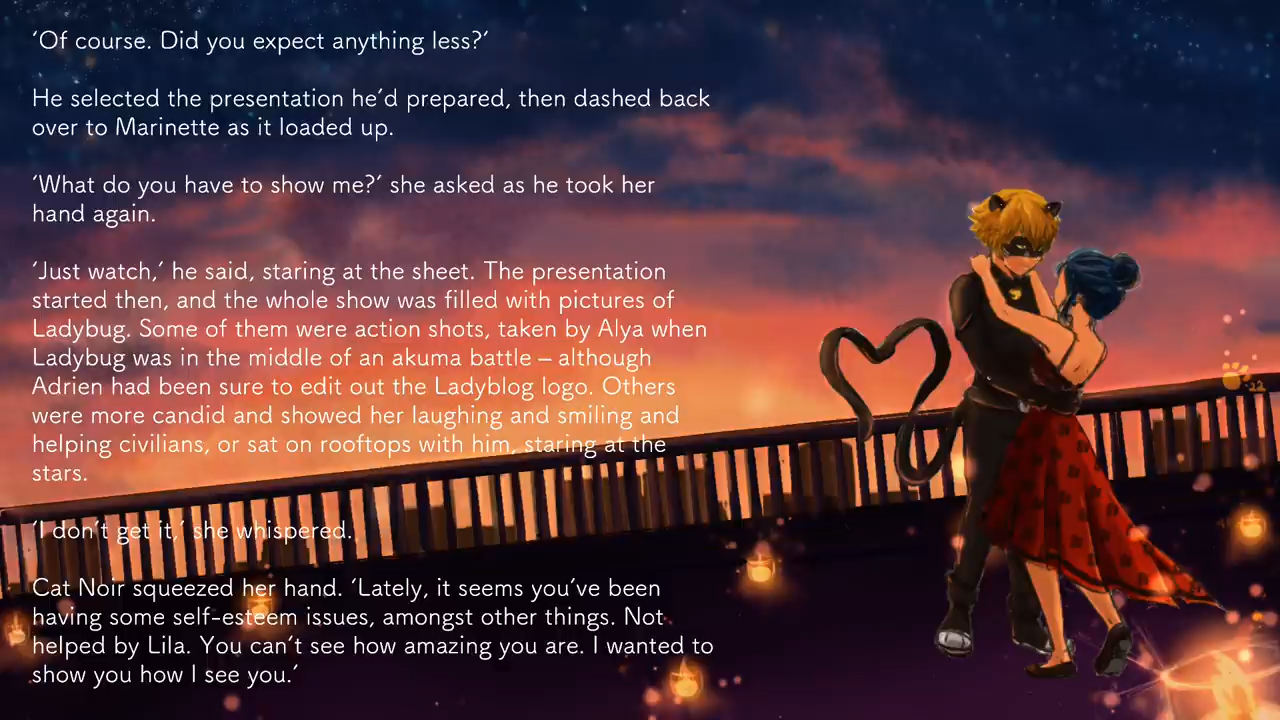 ‘Of course. Did you expect anything less?’
He selected the presentation he’d prepared, then dashed back
over to Marinette as it loaded up.
‘What do you have to show me?’ she asked as he took her
hand again.
‘Just watch,’ he said, staring at the sheet. The presentation
started then, and the whole show was filled with pictures of
Ladybug. Some of them were action shots, taken by Alya when
Ladybug was in the middle of an akuma battle – although
Adrien had been sure to edit out the Ladyblog logo. Others
were more candid and showed her laughing and smiling and
helping civilians, or sat on rooftops with him, staring at the
stars.
‘I don’t get it,’ she whispered.
Cat Noir squeezed her hand. ‘Lately, it seems you’ve been
having some self-esteem issues, amongst other things. Not
helped by Lila. You can’t see how amazing you are. I wanted to
show you how I see you.’
'22